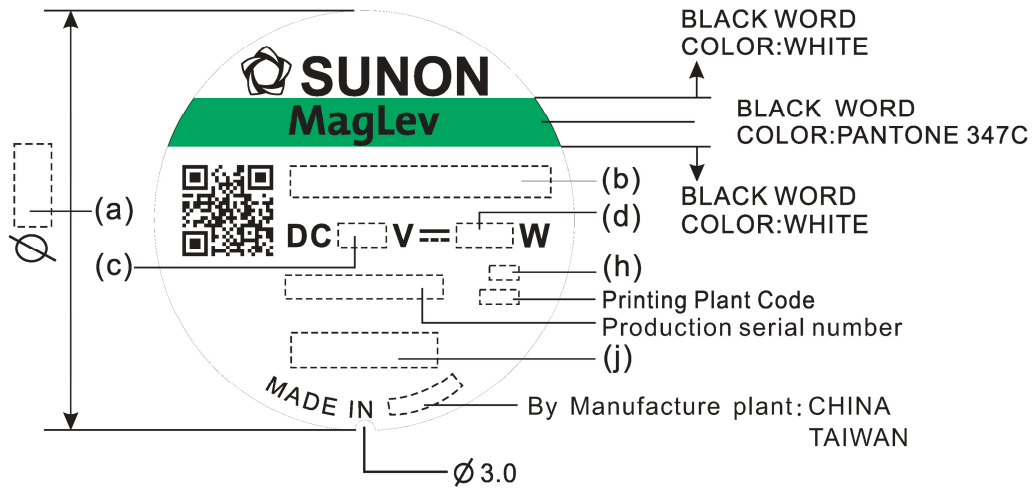 BLACK WORD
COLOR:WHITE
SUNON
MagLev
BLACK WORD
COLOR:PANTONE 347C
(a)
(b)
BLACK WORD
COLOR:WHITE
(d)
DC V W
Ø
(c)
(h)
Printing Plant Code
Production serial number
(j)
MADE IN
By Manufacture plant: CHINA
TAIWAN
Ø 3.0